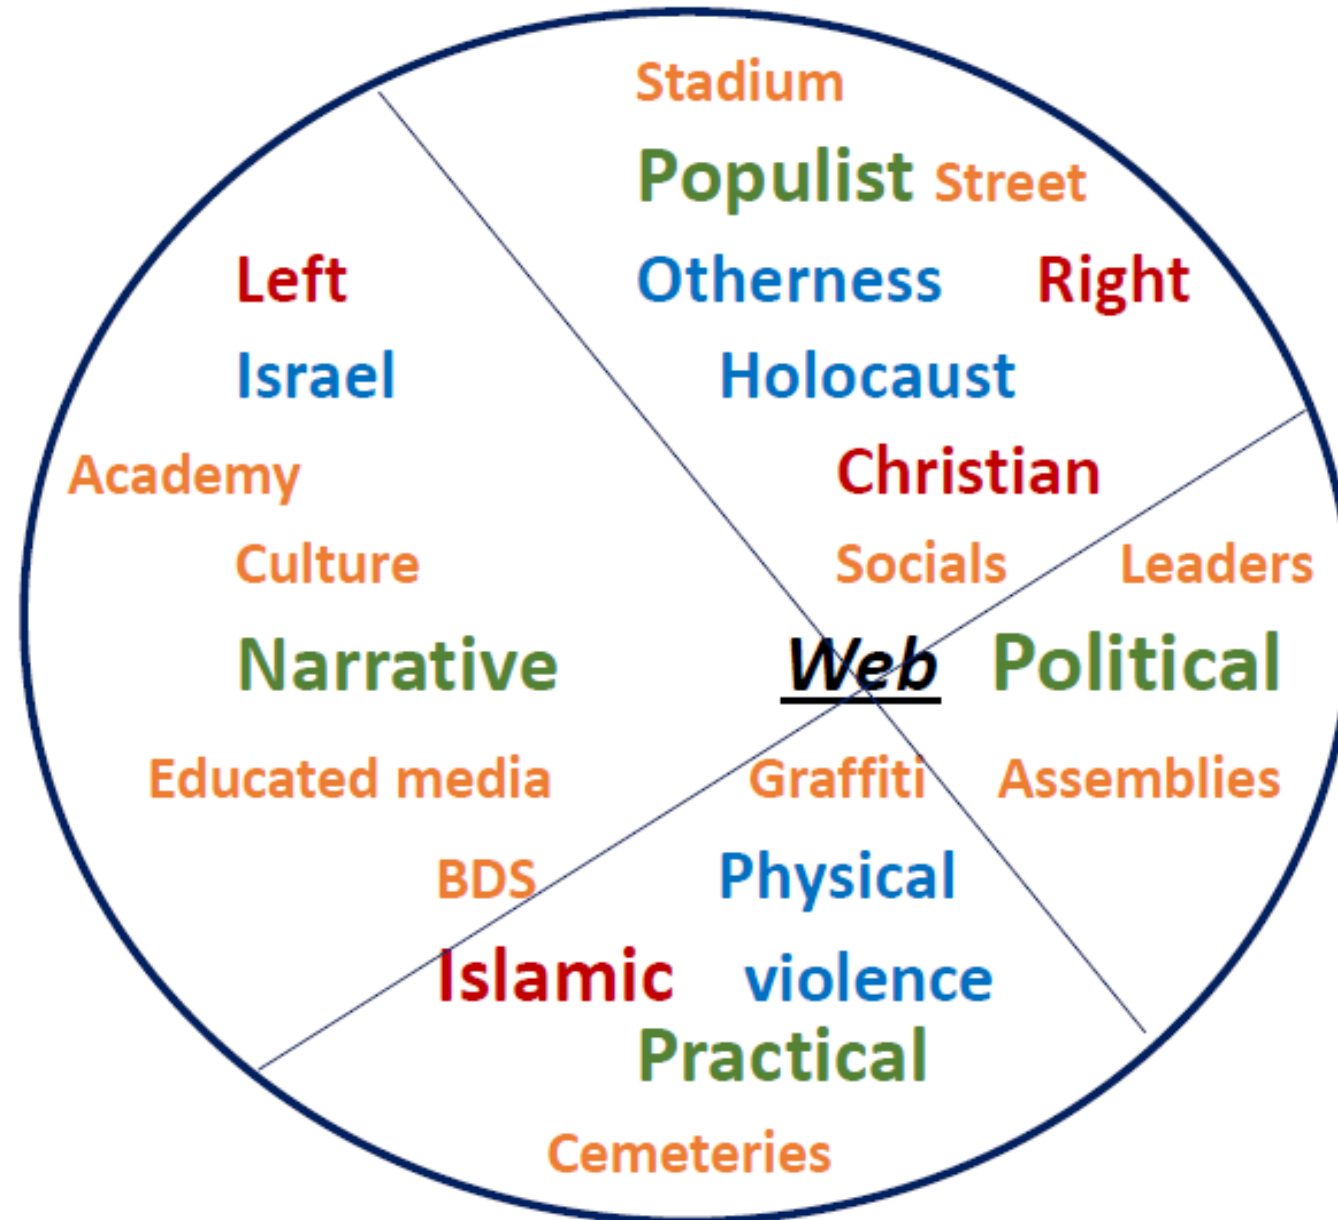 Stadium
Populist Street
Left
Otherness Right
Israel
Holocaust
Academy
Christian
Culture
Socials
Leaders
Narrative
Web
Political
Educated media
Graffiti
Assemblies
BDS
Physical
Islamic
violence
Practical
Cemeteries